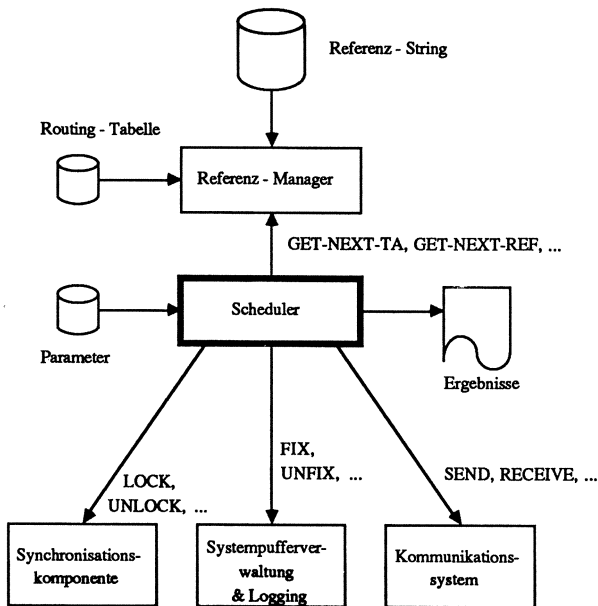 Referenz - String
Routing - Tabelle
Referenz - Manager
GET-NEXT-TA, GET-NEXT-REF, ...
Scheduler
Parameter
Ergebnisse
FIX,
UNFIX, ...
LOCK,
UNLOCK, ...
SEND, RECEIVE, ...
Synchronisations-
komponente
Systempufferver-
waltung
& Logging
Kommunikations-
system